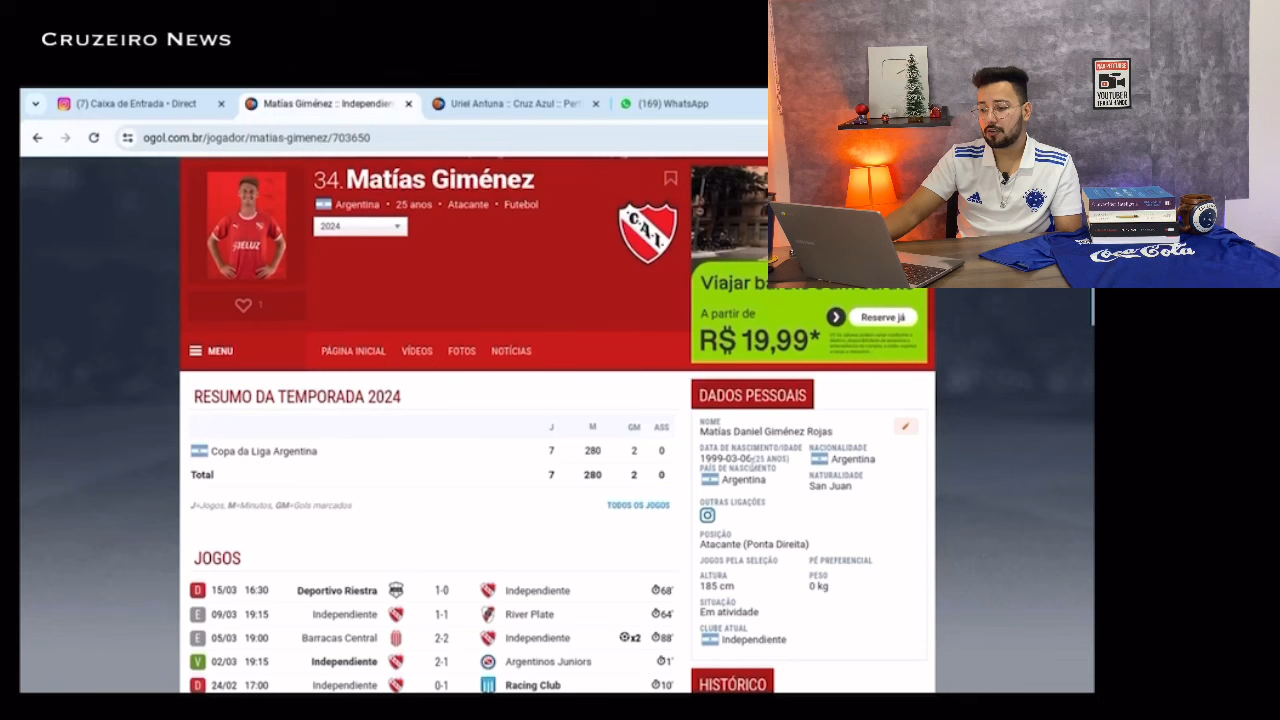 CRUZEIRO NEWS
(7) Caixa de Entrada • Direct
Matías Giménez :: Independien
Uriel Antuna :: Cruz Azul :: Perf
(169) WhatsApp
ogol.com.br/jogador/matias-gimenez/703650
34. Matías Giménez
Argentina • 25 anos • Atacante • Futebol
2024
C.A.I.
1
MENU
PÁGINA INICIAL VÍDEOS FOTOS NOTÍCIAS
Viajar
A partir de
R$ 19,99*
Reserve já
NÃO PERTURBE
YOUTUBER
TRABALHANDO
Coca-Cola
RESUMO DA TEMPORADA 2024
J M GM ASS
Copa da Liga Argentina 7 280 2 0
Total 7 280 2 0
J=Jogos, M=Minutos, GM=Gols marcados
TODOS OS JOGOS
JOGOS
D 15/03 16:30 Deportivo Riestra 1-0 Independiente 68'
E 09/03 19:15 Independiente 1-1 River Plate 64'
E 05/03 19:00 Barracas Central 2-2 Independiente x2 88'
V 02/03 19:15 Independiente 2-1 Argentinos Juniors 1'
D 24/02 17:00 Independiente 0-1 Racing Club 10'
DADOS PESSOAIS
NOME
Matías Daniel Giménez Rojas
DATA DE NASCIMENTO/IDADE
1999-03-06 (25 ANOS)
NACIONALIDADE
Argentina
PAÍS DE NASCIMENTO
Argentina
NATURALIDADE
San Juan
OUTRAS LIGAÇÕES
POSIÇÃO
Atacante (Ponta Direita)
JOGOS PELA SELEÇÃO
PÉ PREFERENCIAL
ALTURA
185 cm
PESO
0 kg
SITUAÇÃO
Em atividade
CLUBE ATUAL
Independiente
HISTÓRICO